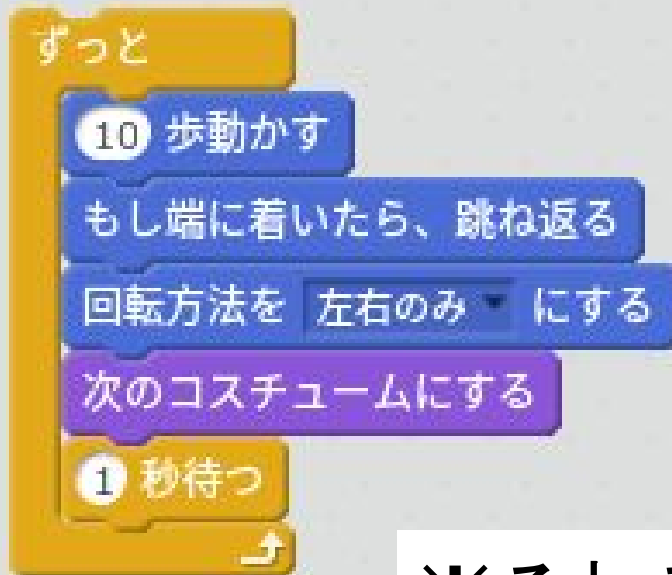 ずっと
10 歩動かす
もし端に着いたら、跳ね返る
回転方法を 左右のみ にする
次のコスチュームにする
1 秒待つ